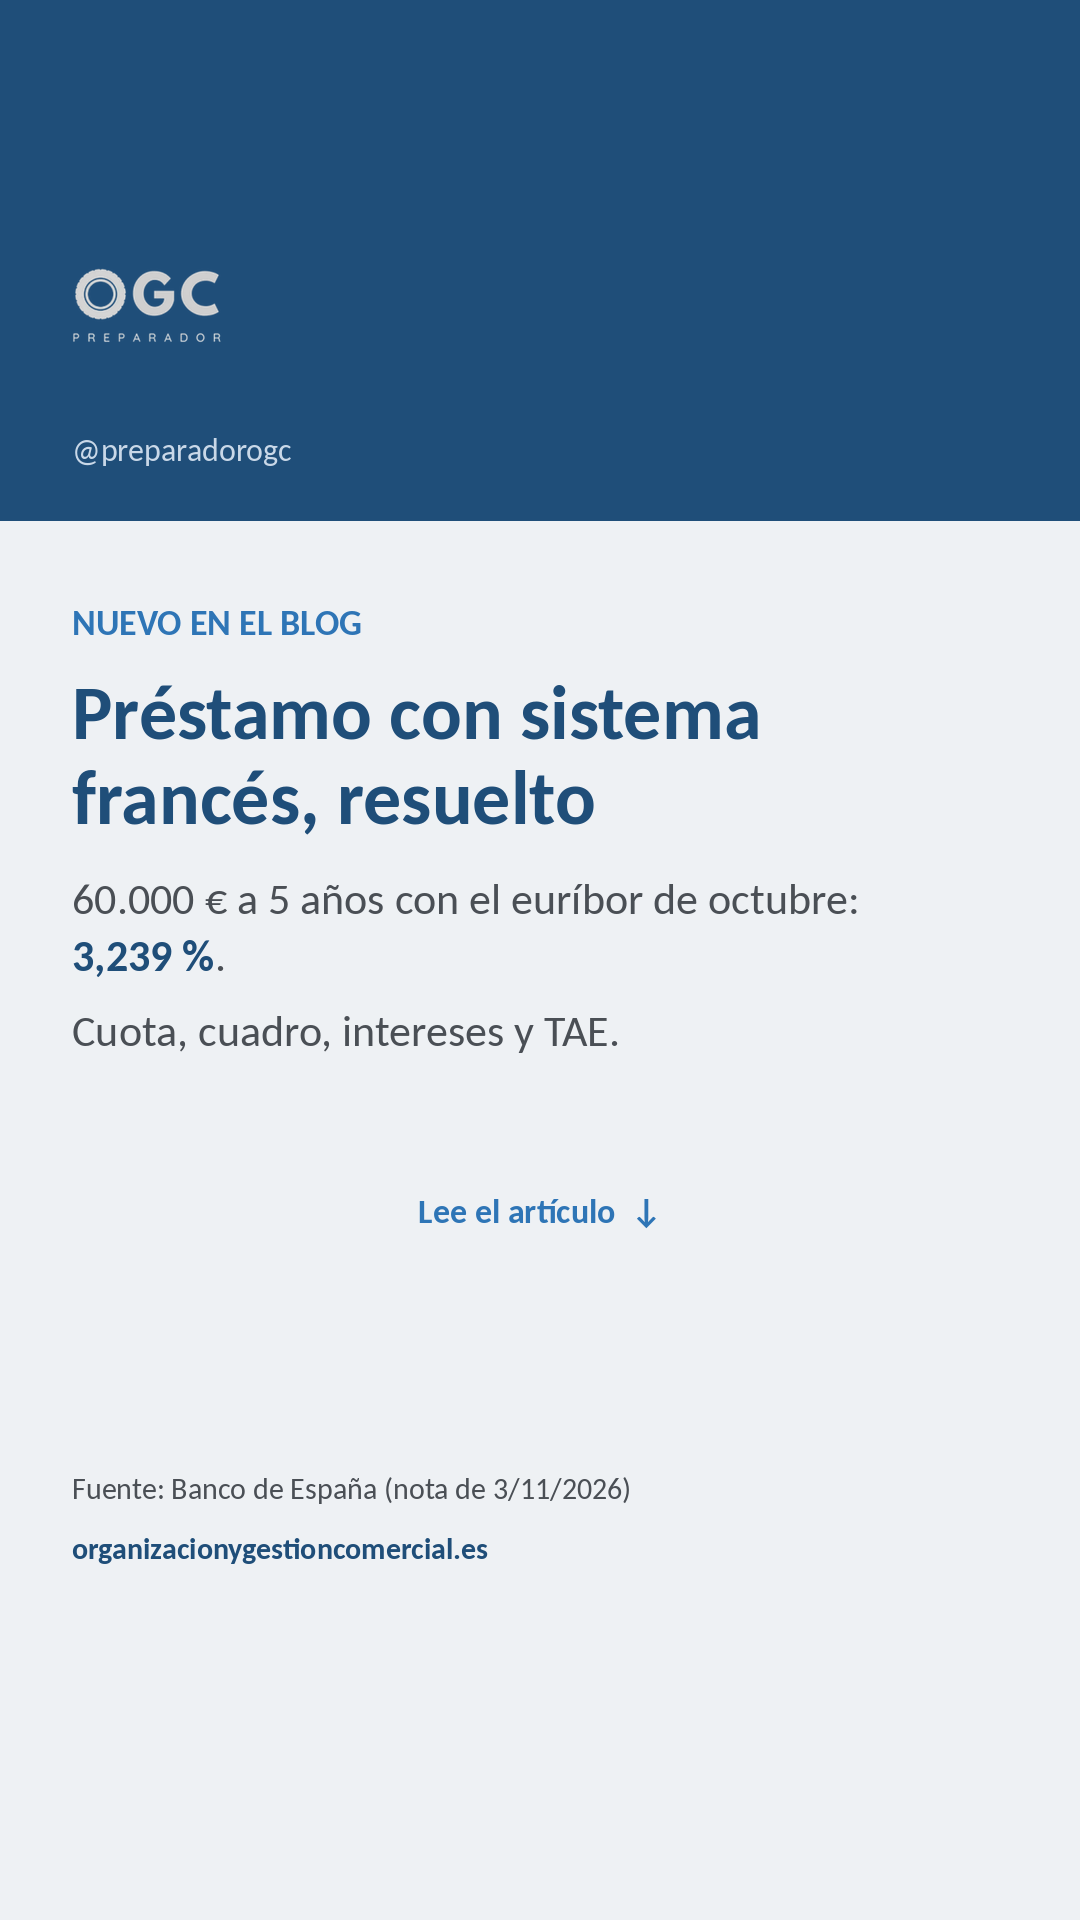 OGC
PREPARADOR
@preparadorogc
NUEVO EN EL BLOG
Préstamo con sistema
francés, resuelto
60.000 € a 5 años con el euríbor de octubre:
3,239 %.
Cuota, cuadro, intereses y TAE.
Lee el artículo ↓
Fuente: Banco de España (nota de 3/11/2026)
organizacionygestioncomercial.es